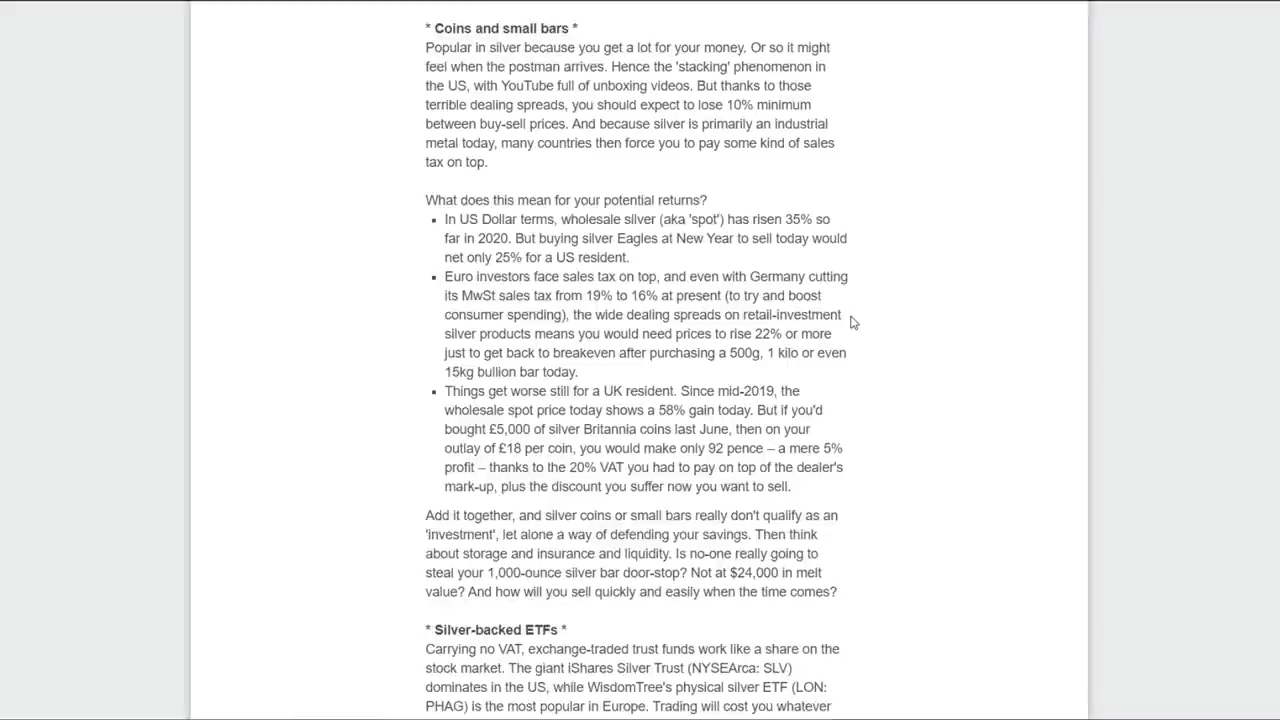 * Coins and small bars *
Popular in silver because you get a lot for your money. Or so it might
feel when the postman arrives. Hence the 'stacking' phenomenon in
the US, with YouTube full of unboxing videos. But thanks to those
terrible dealing spreads, you should expect to lose 10% minimum
between buy-sell prices. And because silver is primarily an industrial
metal today, many countries then force you to pay some kind of sales
tax on top.
What does this mean for your potential returns?
▪ In US Dollar terms, wholesale silver (aka 'spot') has risen 35% so
far in 2020. But buying silver Eagles at New Year to sell today would
net only 25% for a US resident.
▪ Euro investors face sales tax on top, and even with Germany cutting
its MwSt sales tax from 19% to 16% at present (to try and boost
consumer spending), the wide dealing spreads on retail-investment
silver products means you would need prices to rise 22% or more
just to get back to breakeven after purchasing a 500g, 1 kilo or even
15kg bullion bar today.
▪ Things get worse still for a UK resident. Since mid-2019, the
wholesale spot price today shows a 58% gain today. But if you'd
bought £5,000 of silver Britannia coins last June, then on your
outlay of £18 per coin, you would make only 92 pence – a mere 5%
profit – thanks to the 20% VAT you had to pay on top of the dealer's
mark-up, plus the discount you suffer now you want to sell.
Add it together, and silver coins or small bars really don't qualify as an
'investment', let alone a way of defending your savings. Then think
about storage and insurance and liquidity. Is no-one really going to
steal your 1,000-ounce silver bar door-stop? Not at $24,000 in melt
value? And how will you sell quickly and easily when the time comes?
* Silver-backed ETFs *
Carrying no VAT, exchange-traded trust funds work like a share on the
stock market. The giant iShares Silver Trust (NYSEArca: SLV)
dominates in the US, while WisdomTree's physical silver ETF (LON:
PHAG) is the most popular in Europe. Trading will cost you whatever